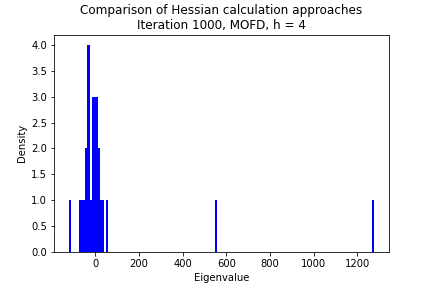 Comparison of Hessian calculation approaches
Iteration 1000, MOFD, h = 4
4.0
3.5
3.0
2.5
2.0
1.5
1.0
0.5
0.0
Density
0 200 400 600 800 1000 1200
Eigenvalue